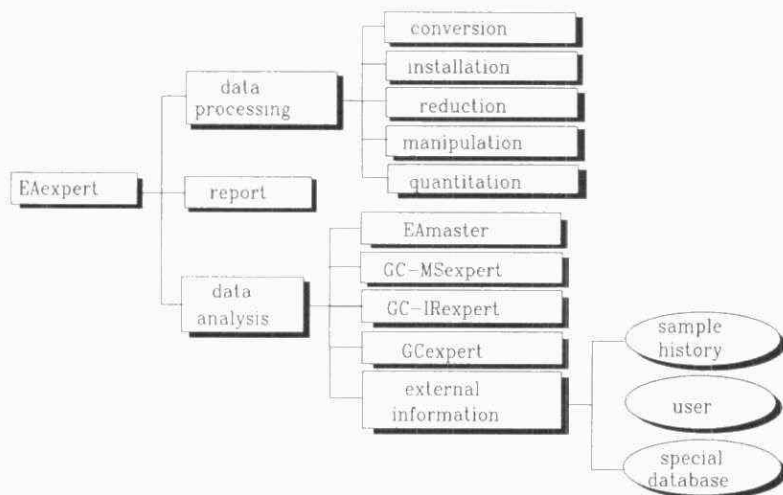 conversion
installation
data
processing
reduction
manipulation
quantitation
EAexpert
report
EAmaster
GC-MSexpert
data
analysis
GC-IRexpert
GCexpert
external
information
sample
history
user
special
database